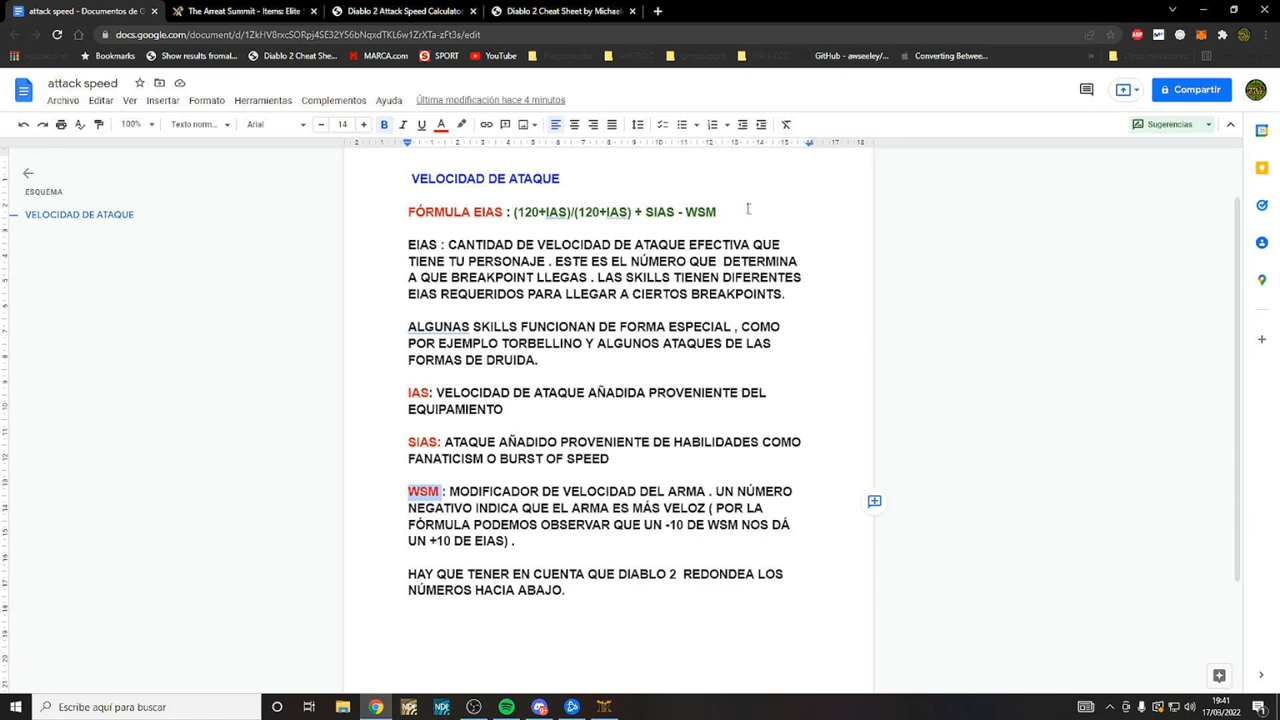 attack speed - Documentos de G
The Arreat Summit - Items: Elite
Diablo 2 Attack Speed Calculator
Diablo 2 Cheat Sheet by Michael
docs.google.com/document/d/1ZkHV8rxcSORpj4SE32Y56bNqxdTKL6w1ZrXTa-zFt3s/edit
Bookmarks
Show results fromal...
Diablo 2 Cheat She...
MARCA.com
SPORT
YouTube
GitHub – awseeley/...
Converting Betwee...
attack speed
Archivo Editar Ver Insertar Formato Herramientas Complementos Ayuda Última modificación hace 4 minutos
Compartir
100% Texto norm... Arial 14
Sugerencias
ESQUEMA
VELOCIDAD DE ATAQUE
VELOCIDAD DE ATAQUE
FÓRMULA EIAS : (120+IAS)/(120+IAS) + SIAS - WSM
EIAS : CANTIDAD DE VELOCIDAD DE ATAQUE EFECTIVA QUE
TIENE TU PERSONAJE . ESTE ES EL NÚMERO QUE DETERMINA
A QUE BREAKPOINT LLEGAS . LAS SKILLS TIENEN DIFERENTES
EIAS REQUERIDOS PARA LLEGAR A CIERTOS BREAKPOINTS.
ALGUNAS SKILLS FUNCIONAN DE FORMA ESPECIAL , COMO
POR EJEMPLO TORBELLINO Y ALGUNOS ATAQUES DE LAS
FORMAS DE DRUIDA.
IAS: VELOCIDAD DE ATAQUE AÑADIDA PROVENIENTE DEL
EQUIPAMIENTO
SIAS: ATAQUE AÑADIDO PROVENIENTE DE HABILIDADES COMO
FANATICISM O BURST OF SPEED
WSM : MODIFICADOR DE VELOCIDAD DEL ARMA . UN NÚMERO
NEGATIVO INDICA QUE EL ARMA ES MÁS VELOZ ( POR LA
FÓRMULA PODEMOS OBSERVAR QUE UN -10 DE WSM NOS DÁ
UN +10 DE EIAS) .
HAY QUE TENER EN CUENTA QUE DIABLO 2 REDONDEA LOS
NÚMEROS HACIA ABAJO.
Escribe aquí para buscar
19:41
17/03/2022